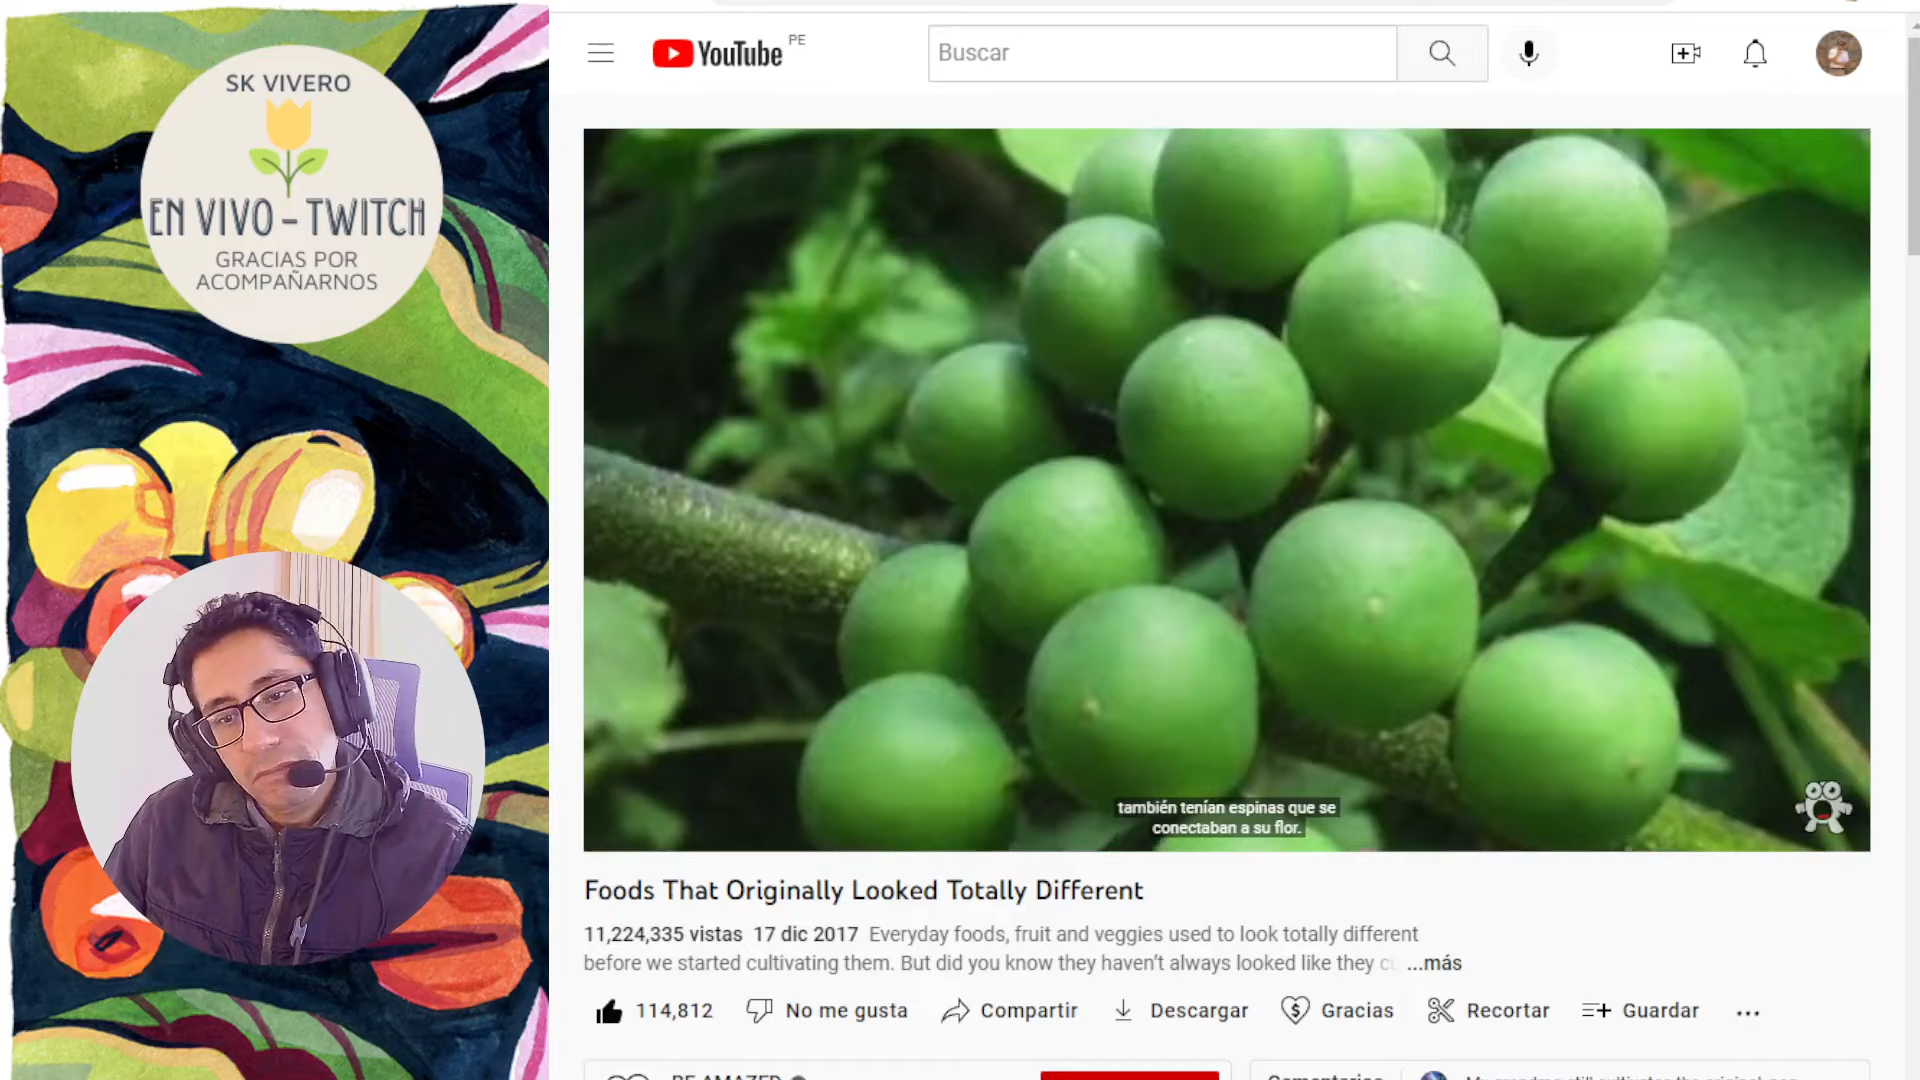 SK VIVERO
EN VIVO - TWITCH
GRACIAS POR
ACOMPAÑARNOS
YouTube PE
Buscar
también tenían espinas que se
conectaban a su flor.
Foods That Originally Looked Totally Different
11,224,335 vistas 17 dic 2017 Everyday foods, fruit and veggies used to look totally different
before we started cultivating them. But did you know they haven't always looked like they ...más
114,812 No me gusta Compartir Descargar Gracias Recortar Guardar
BE AMAZED
Comentarios